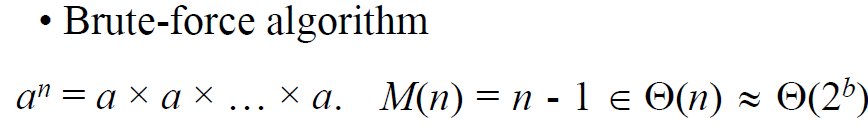 • Brute-force algorithm
aⁿ = a × a × … × a. M(n) = n - 1 ∈ Θ(n) ≈ Θ(2ᵇ)